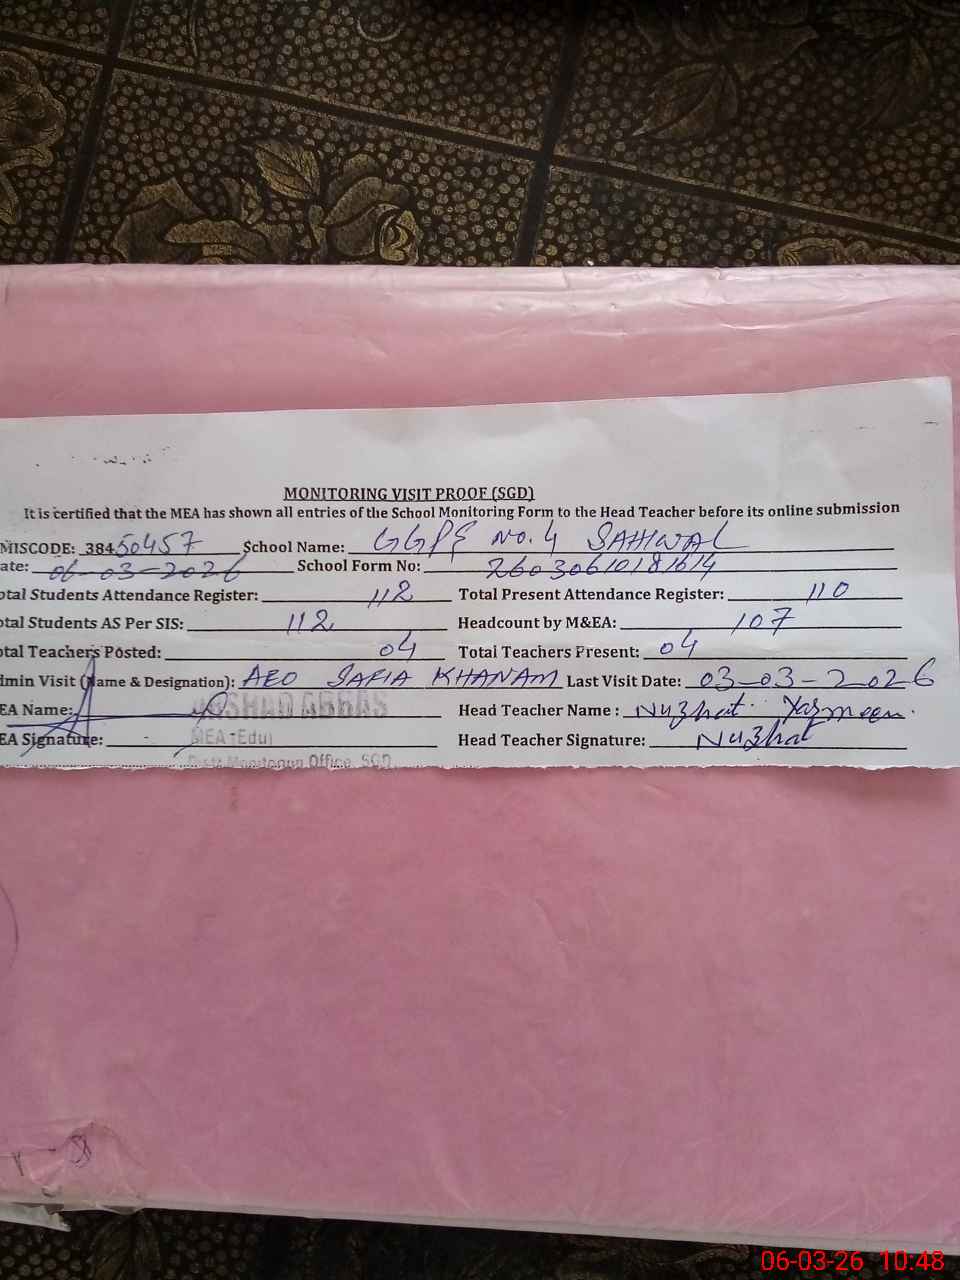 MONITORING VISIT PROOF (SGD)
It is certified that the MEA has shown all entries of the School Monitoring Form to the Head Teacher before its online submission
MISCODE: 38450457 School Name: GGPS No. 4 SAHIWAL
ate: 06-03-2026 School Form No:
otal Students Attendance Register: 112 Total Present Attendance Register: 110
otal Students AS Per SIS: 112 Headcount by M&EA: 107
otal Teachers Posted: 04 Total Teachers Present: 04
dmin Visit (Name & Designation): AEO SAFIA KHANAM Last Visit Date: 03-03-2026
EA Name: ABBAS Head Teacher Name : Nuzhat Yasmeen.
EA Signature: MEA-Edu Head Teacher Signature: Nuzhat
Distt: Monitoring Office, SGD
06-03-26 10:48